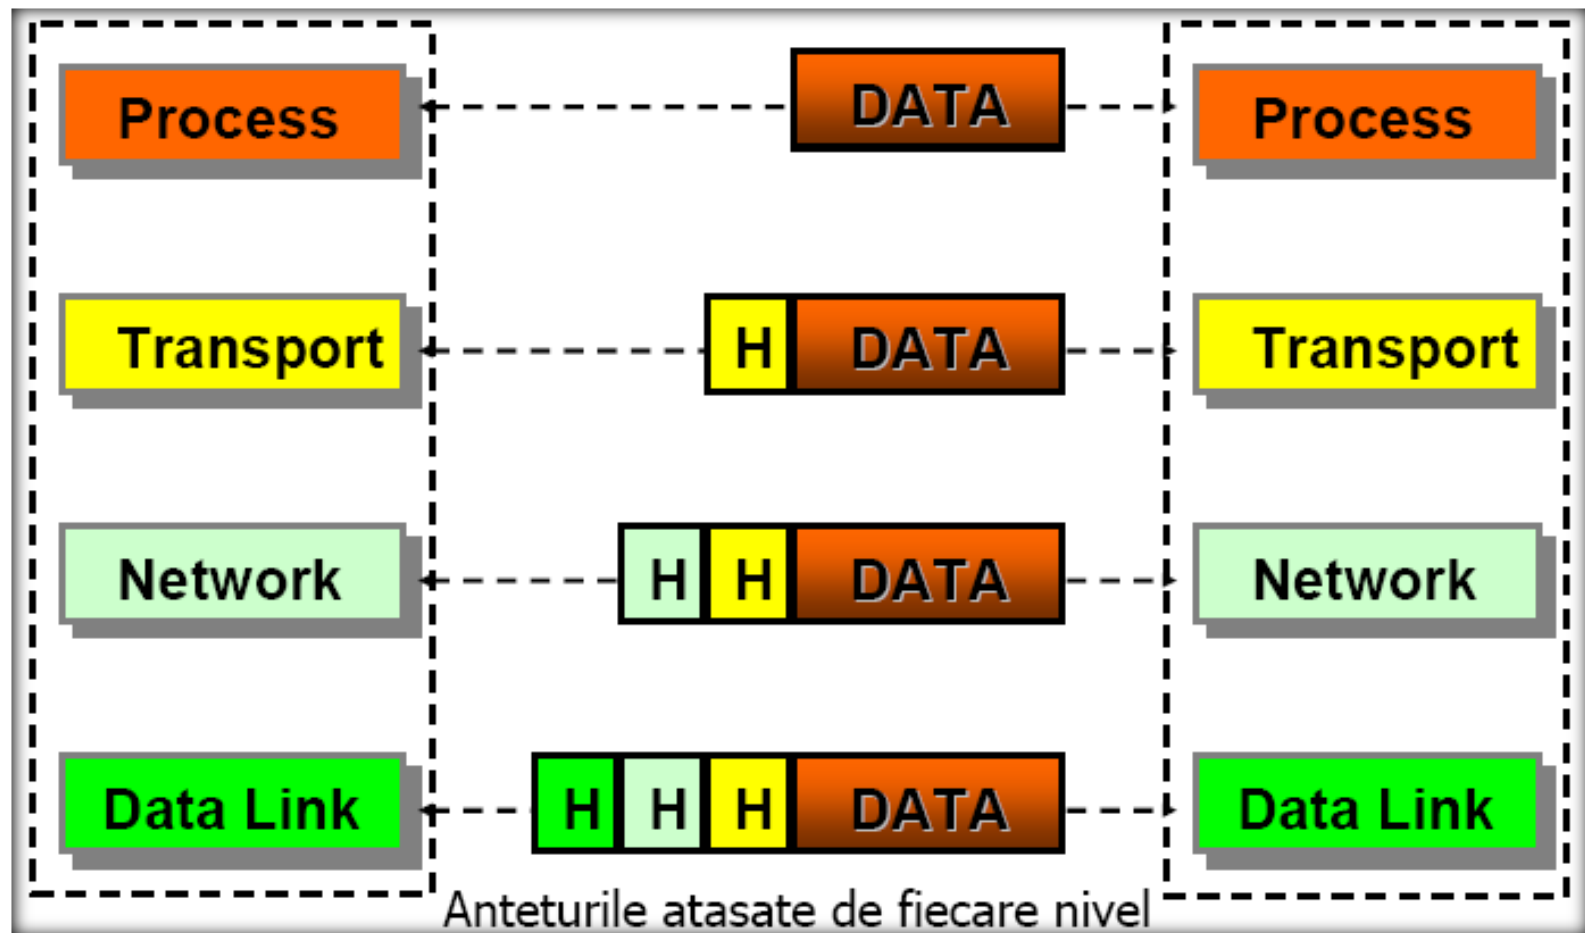 Process
DATA
Process
Transport
H
DATA
Transport
Network
H
H
DATA
Network
Data Link
H
H
H
DATA
Data Link
Anteturile atasate de fiecare nivel